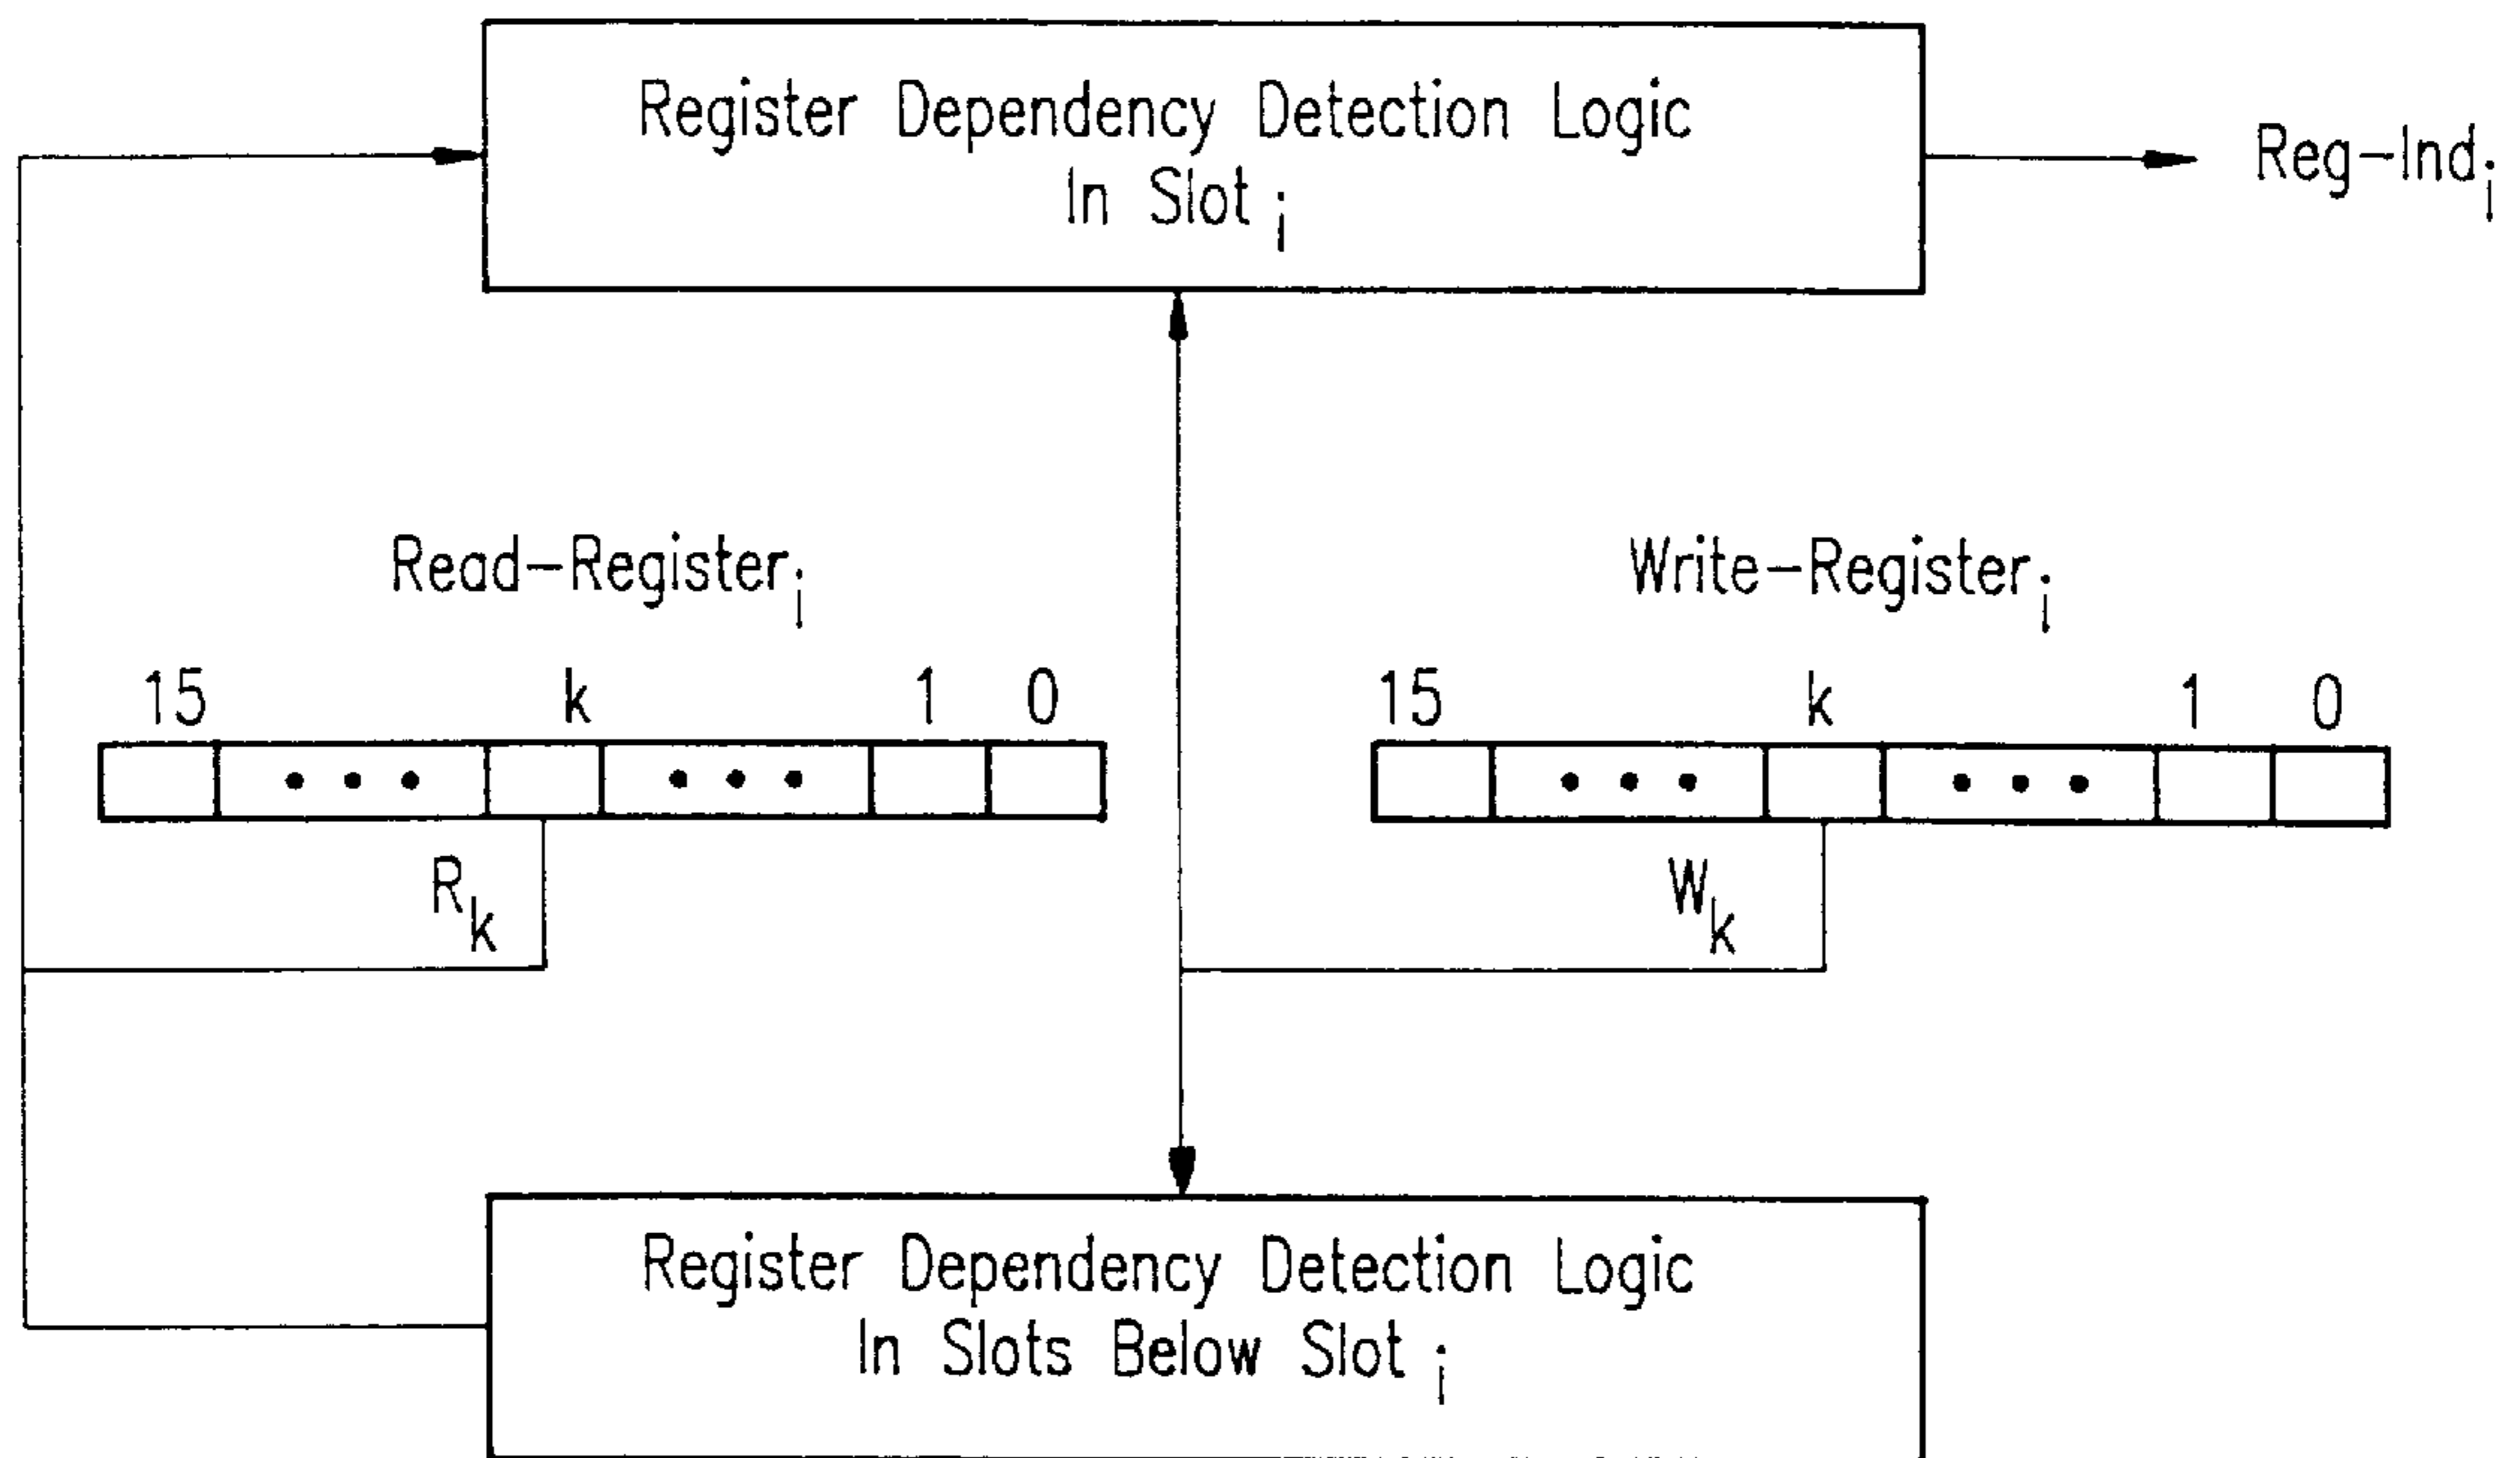 Register Dependency Detection Logic
In Slot i
Reg-Ind i
Read-Register i
Write-Register i
15 k 1 0
15 k 1 0
R k
W k
Register Dependency Detection Logic
In Slots Below Slot i